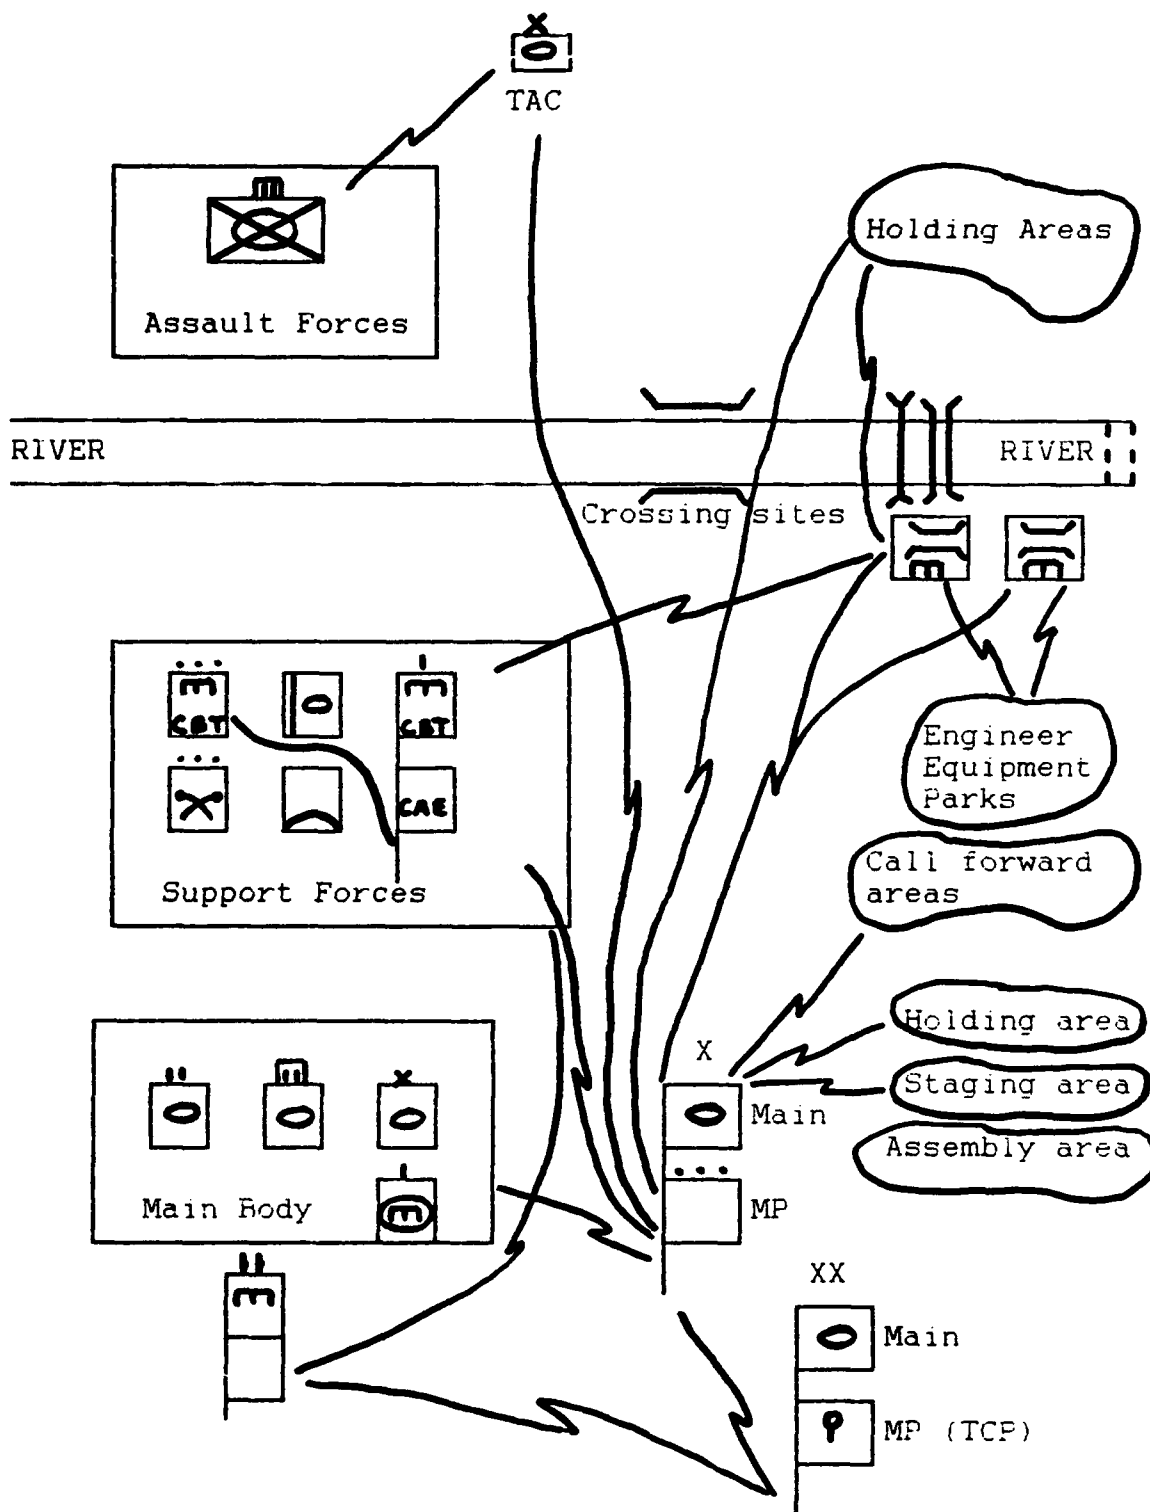 X
TAC
Holding Areas
Assault Forces
RIVER
RIVER
Crossing sites
CBT
CBT
Engineer
Equipment
Parks
CAE
Call forward
areas
Support Forces
Holding area
X
Staging area
Main
Assembly area
Main Body
MP
XX
Main
MP (TCP)